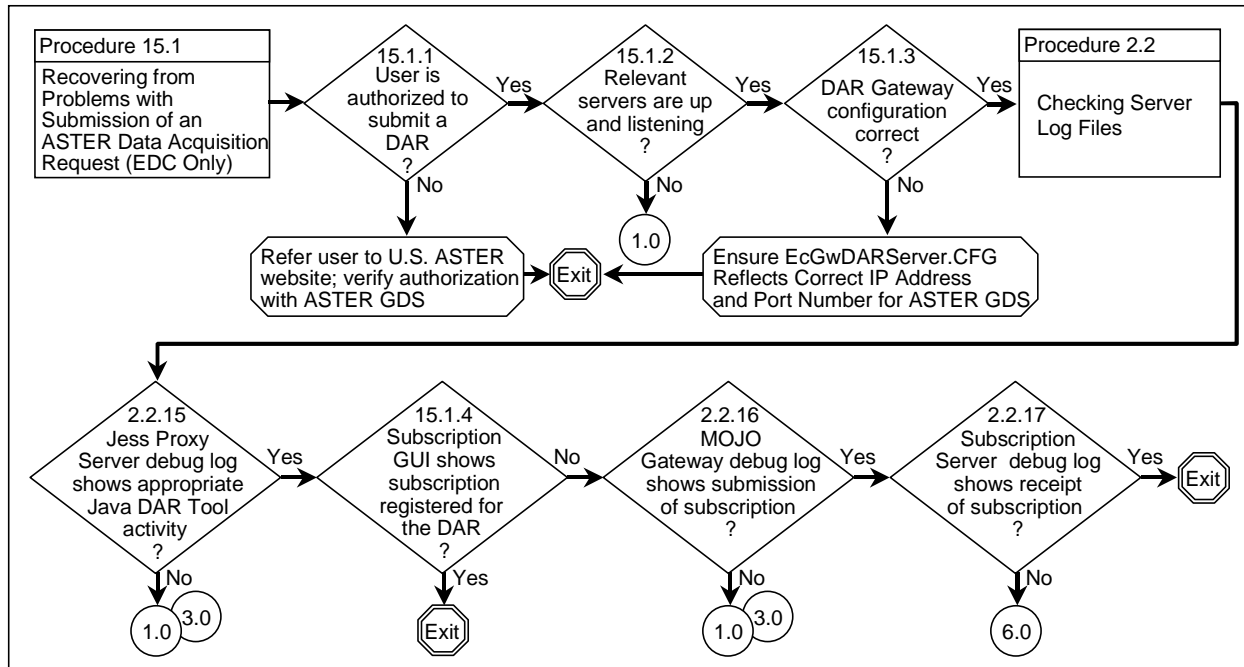 Procedure 15.1
Recovering from
Problems with
Submission of an
ASTER Data Acquisition
Request (EDC Only)
15.1.1
User is
authorized to
submit a
DAR
?
Yes
No
15.1.2
Relevant
servers are up
and listening
?
Yes
No
1.0
15.1.3
DAR Gateway
configuration
correct
?
Yes
No
Procedure 2.2
Checking Server
Log Files
Refer user to U.S. ASTER
website; verify authorization
with ASTER GDS
Exit
Ensure EcGwDARServer.CFG
Reflects Correct IP Address
and Port Number for ASTER GDS
2.2.15
Jess Proxy
Server debug log
shows appropriate
Java DAR Tool
activity
?
Yes
No
1.0
3.0
15.1.4
Subscription
GUI shows
subscription
registered for
the DAR
?
No
Yes
Exit
2.2.16
MOJO
Gateway debug log
shows submission
of subscription
?
Yes
No
1.0
3.0
2.2.17
Subscription
Server debug log
shows receipt
of subscription
?
Yes
No
6.0
Exit